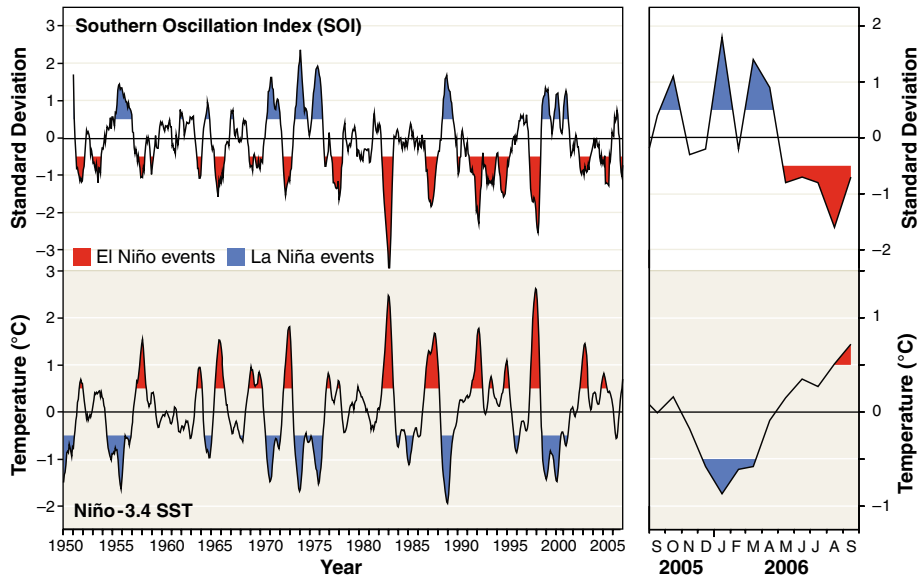 Southern Oscillation Index (SOI)
Standard Deviation
3
2
1
0
−1
−2
−3
El Niño events
La Niña events
2
1
0
−1
−2
Standard Deviation
Temperature (°C)
3
2
1
0
−1
−2
Niño-3.4 SST
1950 1955 1960 1965 1970 1975 1980 1985 1990 1995 2000 2005
Year
1
0
−1
Temperature (°C)
S O N D J F M A M J J A S
2005 2006